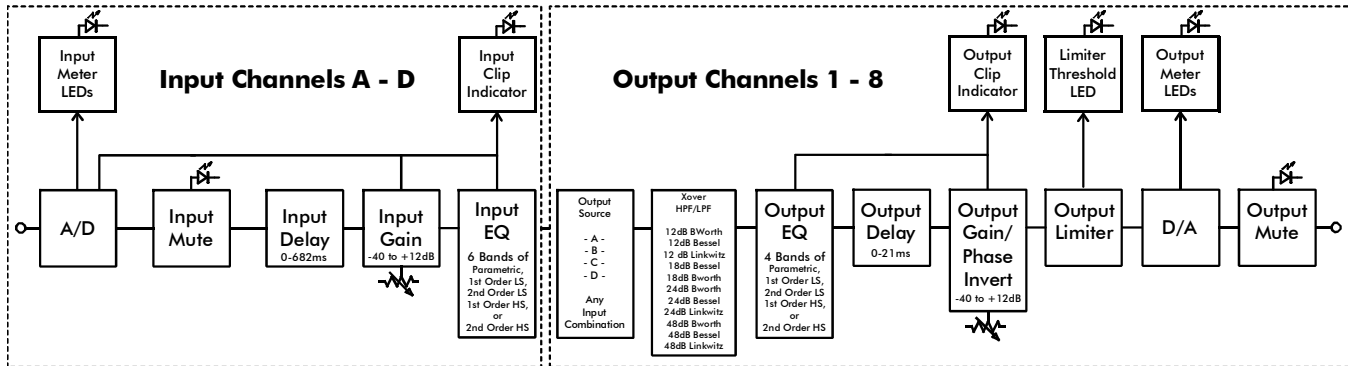 Input
Meter
LEDs
Input Channels A - D
Input
Clip
Indicator
A/D
Input
Mute
Input
Delay
0-682ms
Input
Gain
-40 to +12dB
Input
EQ
6 Bands of
Parametric,
1st Order LS,
2nd Order LS
1st Order HS,
or
2nd Order HS
Output Channels 1 - 8
Output
Clip
Indicator
Limiter
Threshold
LED
Output
Meter
LEDs
Output
Source
- A -
- B -
- C -
- D -
Any
Input
Combination
Xover
HPF/LPF
12dB BWorth
12dB Bessel
12 dB Linkwitz
18dB Bessel
18dB Bworth
24dB Bworth
24dB Bessel
24dB Linkwitz
48dB Bworth
48dB Bessel
48dB Linkwitz
Output
EQ
4 Bands of
Parametric,
1st Order LS,
2nd Order LS
1st Order HS,
or
2nd Order HS
Output
Delay
0-21ms
Output
Gain/
Phase
Invert
-40 to +12dB
Output
Limiter
D/A
Output
Mute